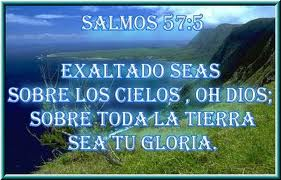 SALMOS 57:5
EXALTADO SEAS
SOBRE LOS CIELOS , OH DIOS;
SOBRE TODA LA TIERRA
SEA TU GLORIA.